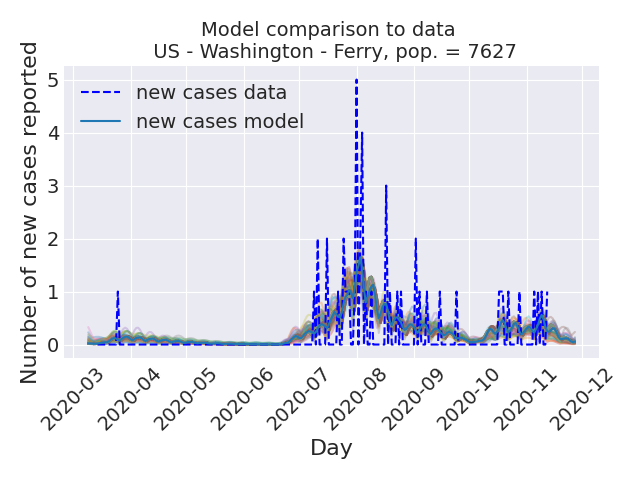 Model comparison to data
US - Washington - Ferry, pop. = 7627
Number of new cases reported
5
4
3
2
1
0
new cases data
new cases model
2020-03
2020-04
2020-05
2020-06
2020-07
2020-08
2020-09
2020-10
2020-11
2020-12
Day